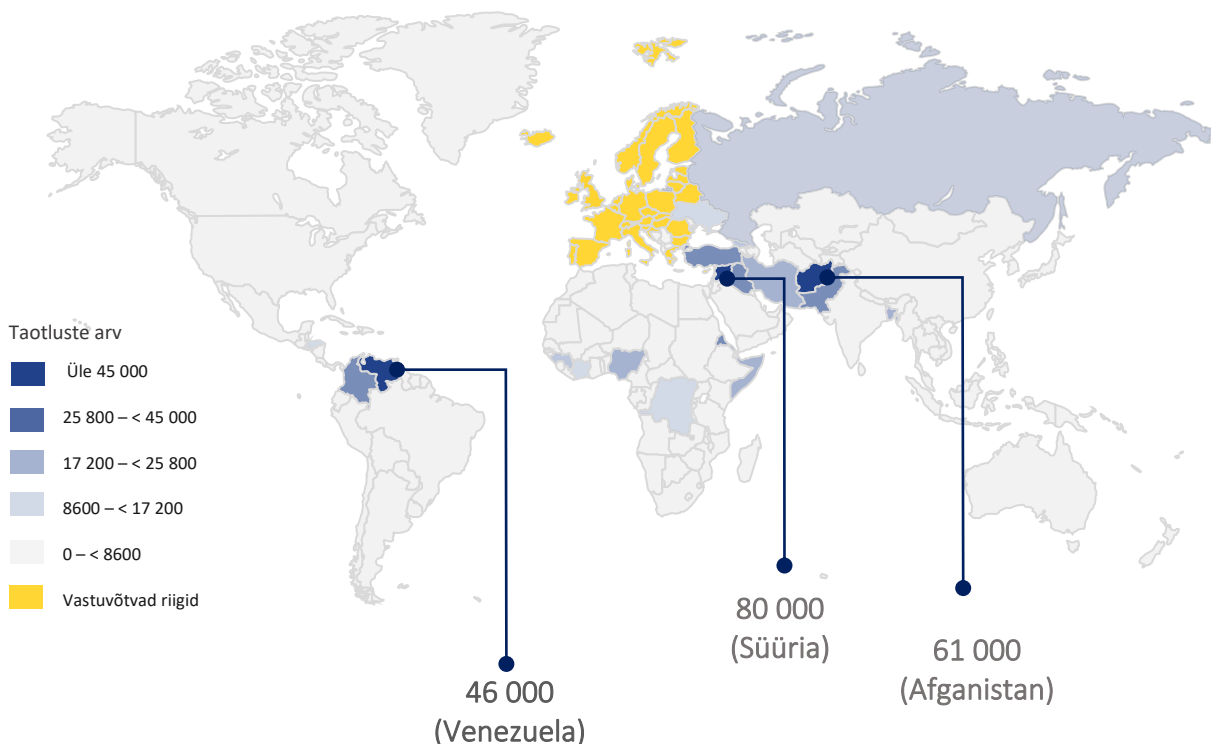 Taotluste arv
Üle 45 000
25 800 – < 45 000
17 200 – < 25 800
8600 – < 17 200
0 – < 8600
Vastuvõtvad riigid
80 000
(Süüria)
61 000
(Afganistan)
46 000
(Venezuela)